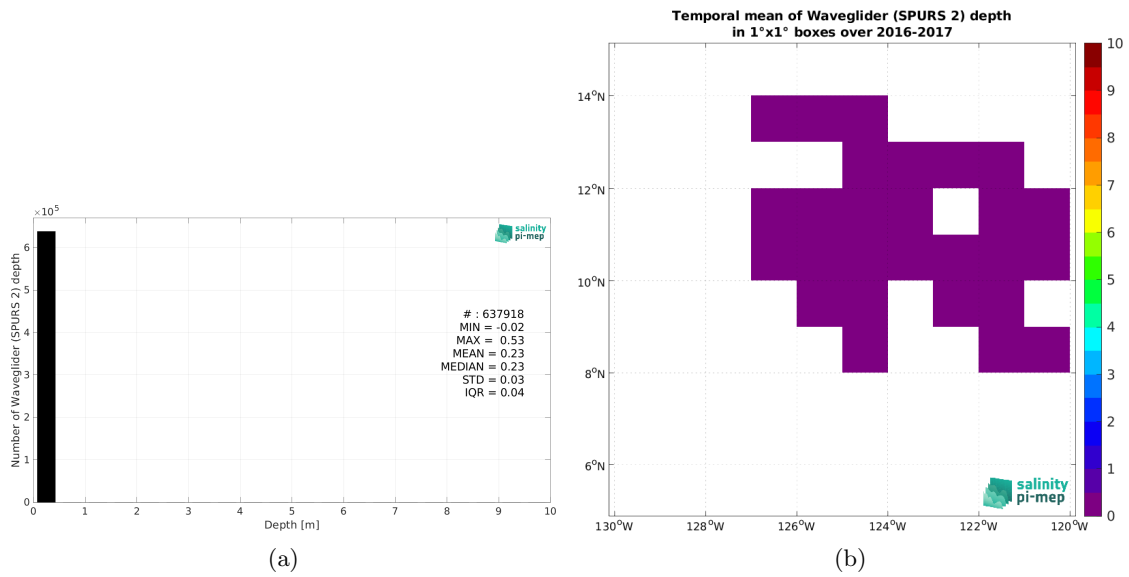 ×10⁵
6
5
4
3
2
1
0
Number of Waveglider (SPURS 2) depth
salinity
pi-mep
# : 637918
MIN = -0.02
MAX = 0.53
MEAN = 0.23
MEDIAN = 0.23
STD = 0.03
IQR = 0.04
0 1 2 3 4 5 6 7 8 9 10
Depth [m]
(a)
Temporal mean of Waveglider (SPURS 2) depth
in 1°x1° boxes over 2016-2017
14°N
12°N
10°N
8°N
6°N
130°W 128°W 126°W 124°W 122°W 120°W
salinity
pi-mep
10
9
8
7
6
5
4
3
2
1
0
(b)